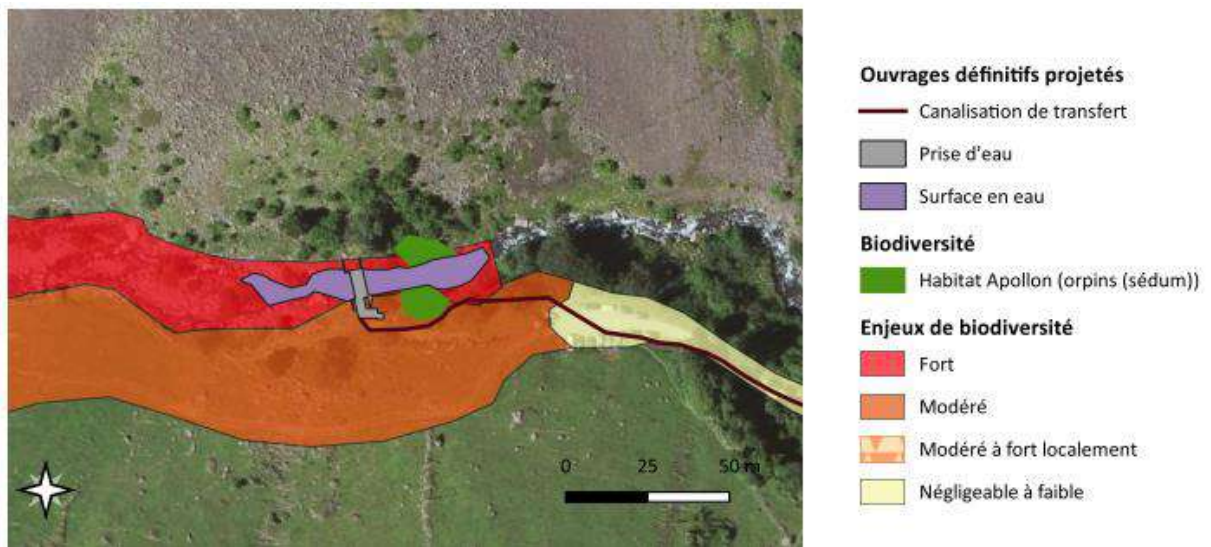 Ouvrages définitifs projetés
Canalisation de transfert
Prise d'eau
Surface en eau
Biodiversité
Habitat Apollon (orpins (sédum))
Enjeux de biodiversité
Fort
Modéré
Modéré à fort localement
Négligeable à faible
0 25 50 m